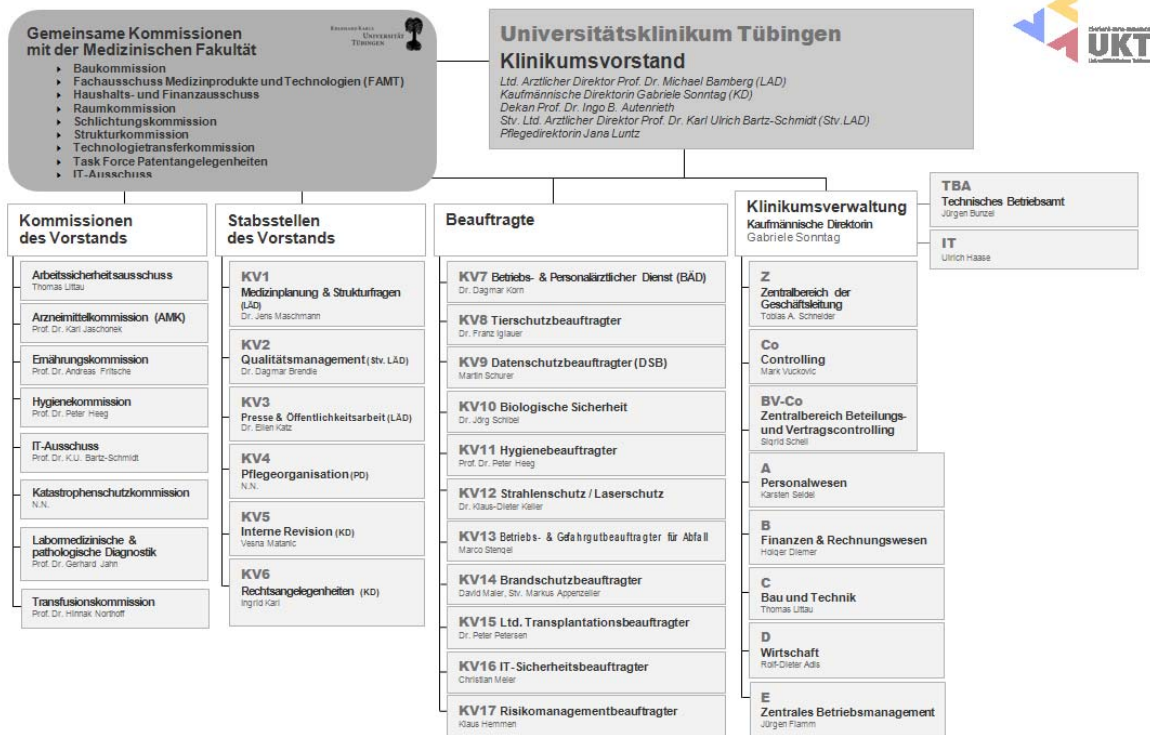 Gemeinsame Kommissionen
mit der Medizinischen Fakultät
Baukommission
Fachausschuss Medizinprodukte und Technologien (FAMT)
Haushalts- und Finanzausschuss
Raumkommission
Schlichtungskommission
Strukturkommission
Technologietransferkommission
Task Force Patentangelegenheiten
IT-Ausschuss
EBERHARD KARLS
UNIVERSITÄT
TÜBINGEN
Universitätsklinikum Tübingen
Klinikumsvorstand
Ltd. Arztlicher Direktor Prof. Dr. Michael Bamberg (LAD)
Kaufmännische Direktorin Gabriele Sonntag (KD)
Dekan Prof. Dr. Ingo B. Autenrieth
Stv. Ltd. Arztlicher Direktor Prof. Dr. Karl Ulrich Bartz-Schmidt (Stv.LAD)
Pflegedirektorin Jana Luntz
UKT
Kommissionen
des Vorstands
Arbeitssicherheitsausschuss
Thomas Littau
Arzneimittelkommission (AMK)
Prof. Dr. Karl Jaschonek
Ernährungskommission
Prof. Dr. Andreas Fritsche
Hygienekommission
Prof. Dr. Peter Heeg
IT-Ausschuss
Prof. Dr. K.U. Bartz-Schmidt
Katastrophenschutzkommission
N.N.
Labormedizinische &
pathologische Diagnostik
Prof. Dr. Gerhard Jahn
Transfusionskommission
Prof. Dr. Hinnak Northoff
Stabsstellen
des Vorstands
KV1
Medizinplanung & Strukturfragen
(LÄD)
Dr. Jens Maschmann
KV2
Qualitätsmanagement (Stv. LÄD)
Dr. Dagmar Brendle
KV3
Presse & Öffentlichkeitsarbeit (LÄD)
Dr. Ellen Katz
KV4
Pflegeorganisation (PD)
N.N.
KV5
Interne Revision (KD)
Vesna Matanic
KV6
Rechtsangelegenheiten (KD)
Ingrid Karl
Beauftragte
KV7 Betriebs- & Personalärztlicher Dienst (BÄD)
Dr. Dagmar Korn
KV8 Tierschutzbeauftragter
Dr. Franz Iglauer
KV9 Datenschutzbeauftragter (DSB)
Martin Schurer
KV10 Biologische Sicherheit
Dr. Jörg Schibel
KV11 Hygienebeauftragter
Prof. Dr. Peter Heeg
KV12 Strahlenschutz / Laserschutz
Dr. Klaus-Dieter Keller
KV13 Betriebs- & Gefahrgutbeauftragter für Abfall
Marco Stengel
KV14 Brandschutzbeauftragter
David Maier, Stv. Markus Appenzeller
KV15 Ltd. Transplantationsbeauftragter
Dr. Peter Petersen
KV16 IT-Sicherheitsbeauftragter
Christian Meier
KV17 Risikomanagementbeauftragter
Klaus Hemmen
Klinikumsverwaltung
Kaufmännische Direktorin
Gabriele Sonntag
Z
Zentralbereich der
Geschäftsleitung
Tobias A. Schneider
Co
Controlling
Mark Vuckovic
BV-Co
Zentralbereich Beteilungs-
und Vertragscontrolling
Sigrid Schell
A
Personalwesen
Karsten Seidel
B
Finanzen & Rechnungswesen
Holger Diemer
C
Bau und Technik
Thomas Littau
D
Wirtschaft
Rolf-Dieter Adis
E
Zentrales Betriebsmanagement
Jürgen Flamm
TBA
Technisches Betriebsamt
Jürgen Bunzel
IT
Ulrich Haase